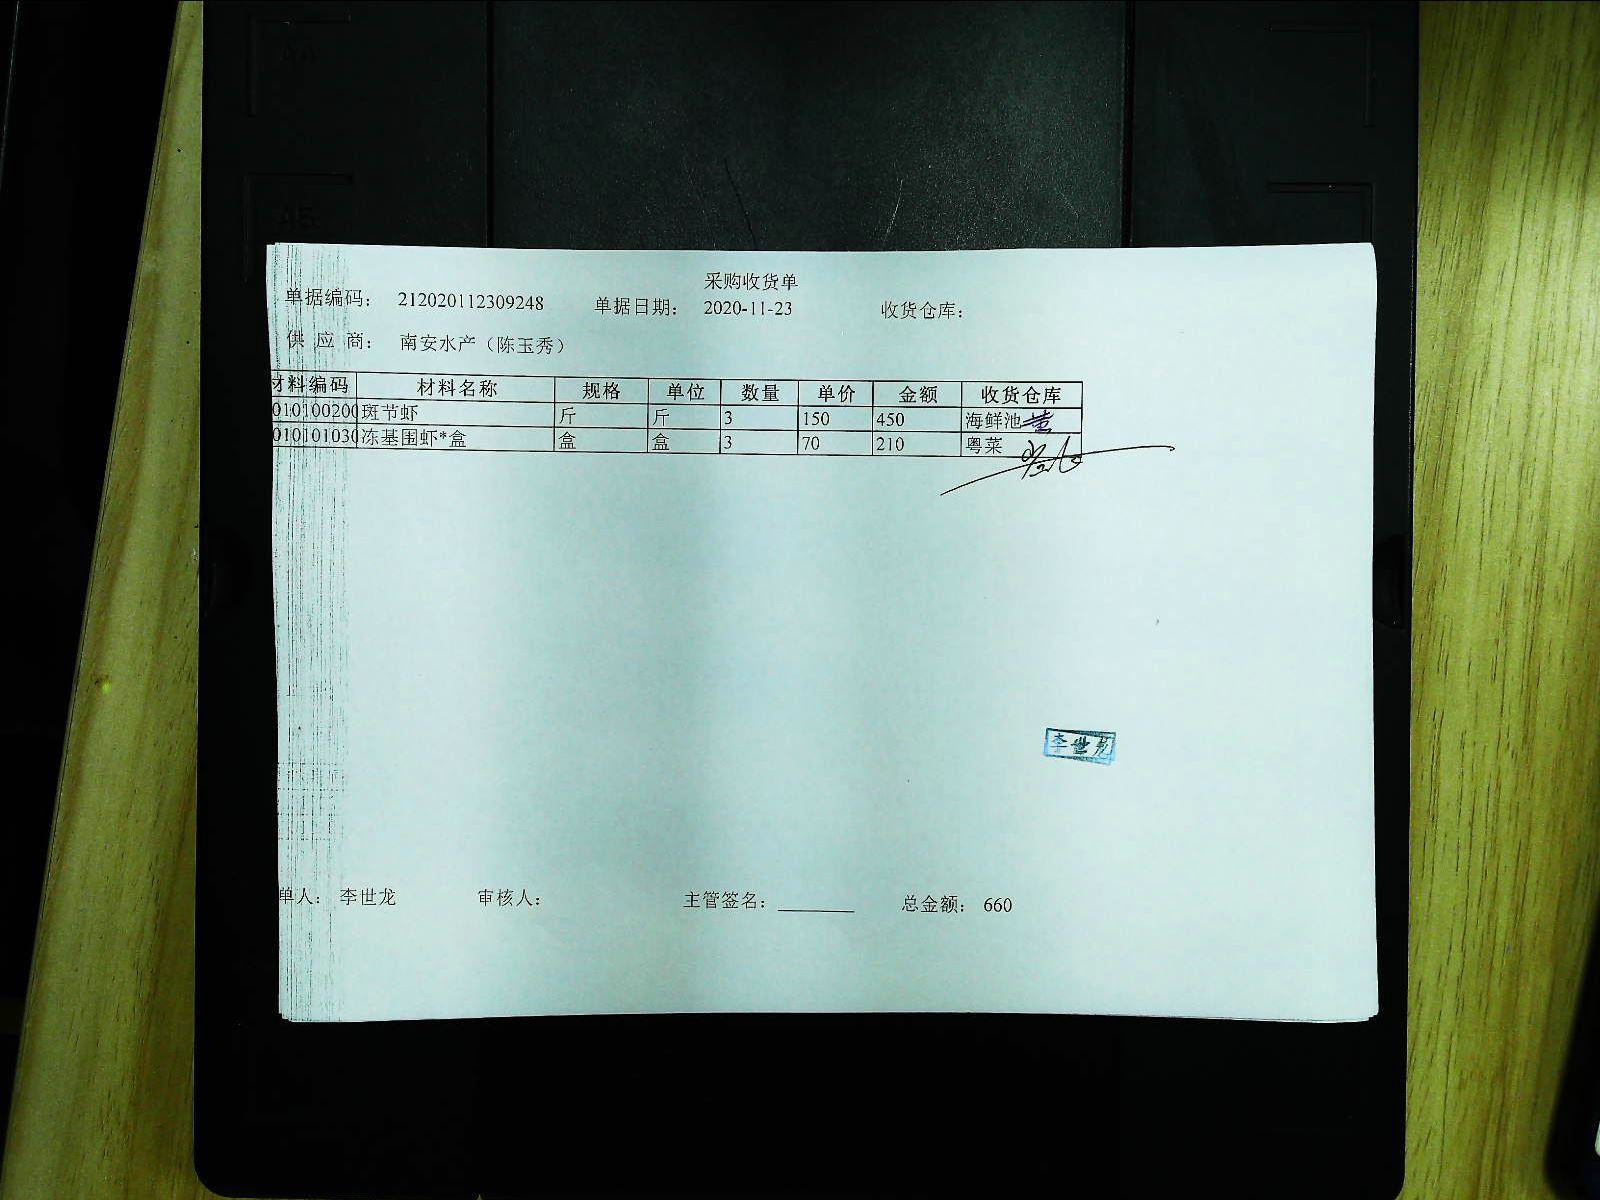 采购收货单
单据编码： 212020112309248 单据日期： 2020-11-23 收货仓库：
供 应 商： 南安水产（陈玉秀）
材料编码 材料名称 规格 单位 数量 单价 金额 收货仓库
010100200 斑节虾 斤 斤 3 150 450 海鲜池
010101030 冻基围虾*盒 盒 盒 3 70 210 粤菜
李世龙
单人： 李世龙 审核人： 主管签名： 总金额： 660